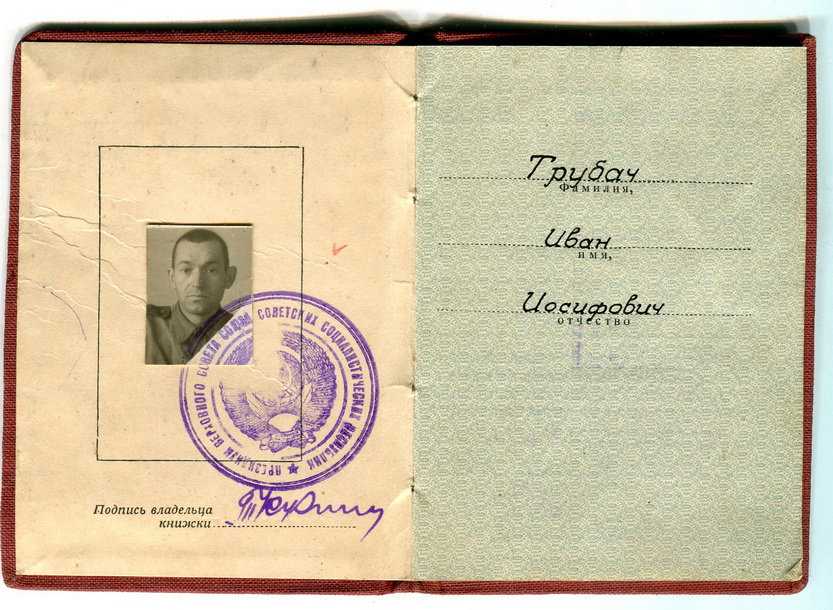 ПРЕЗИДИУМ ВЕРХОВНОГО СОВЕТА СОЮЗА СОВЕТСКИХ СОЦИАЛИСТИЧЕСКИХ РЕСПУБЛИК
Подпись владельца
книжки
Трубач
Фамилия,
Иван
имя,
Иосифович
отчество